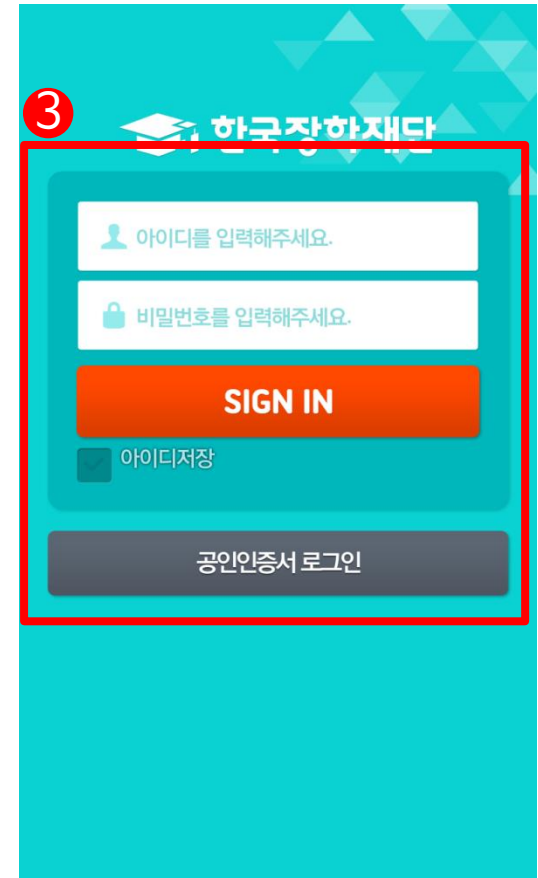 3
한국장학재단
아이디를 입력해주세요.
비밀번호를 입력해주세요.
SIGN IN
아이디저장
공인인증서 로그인